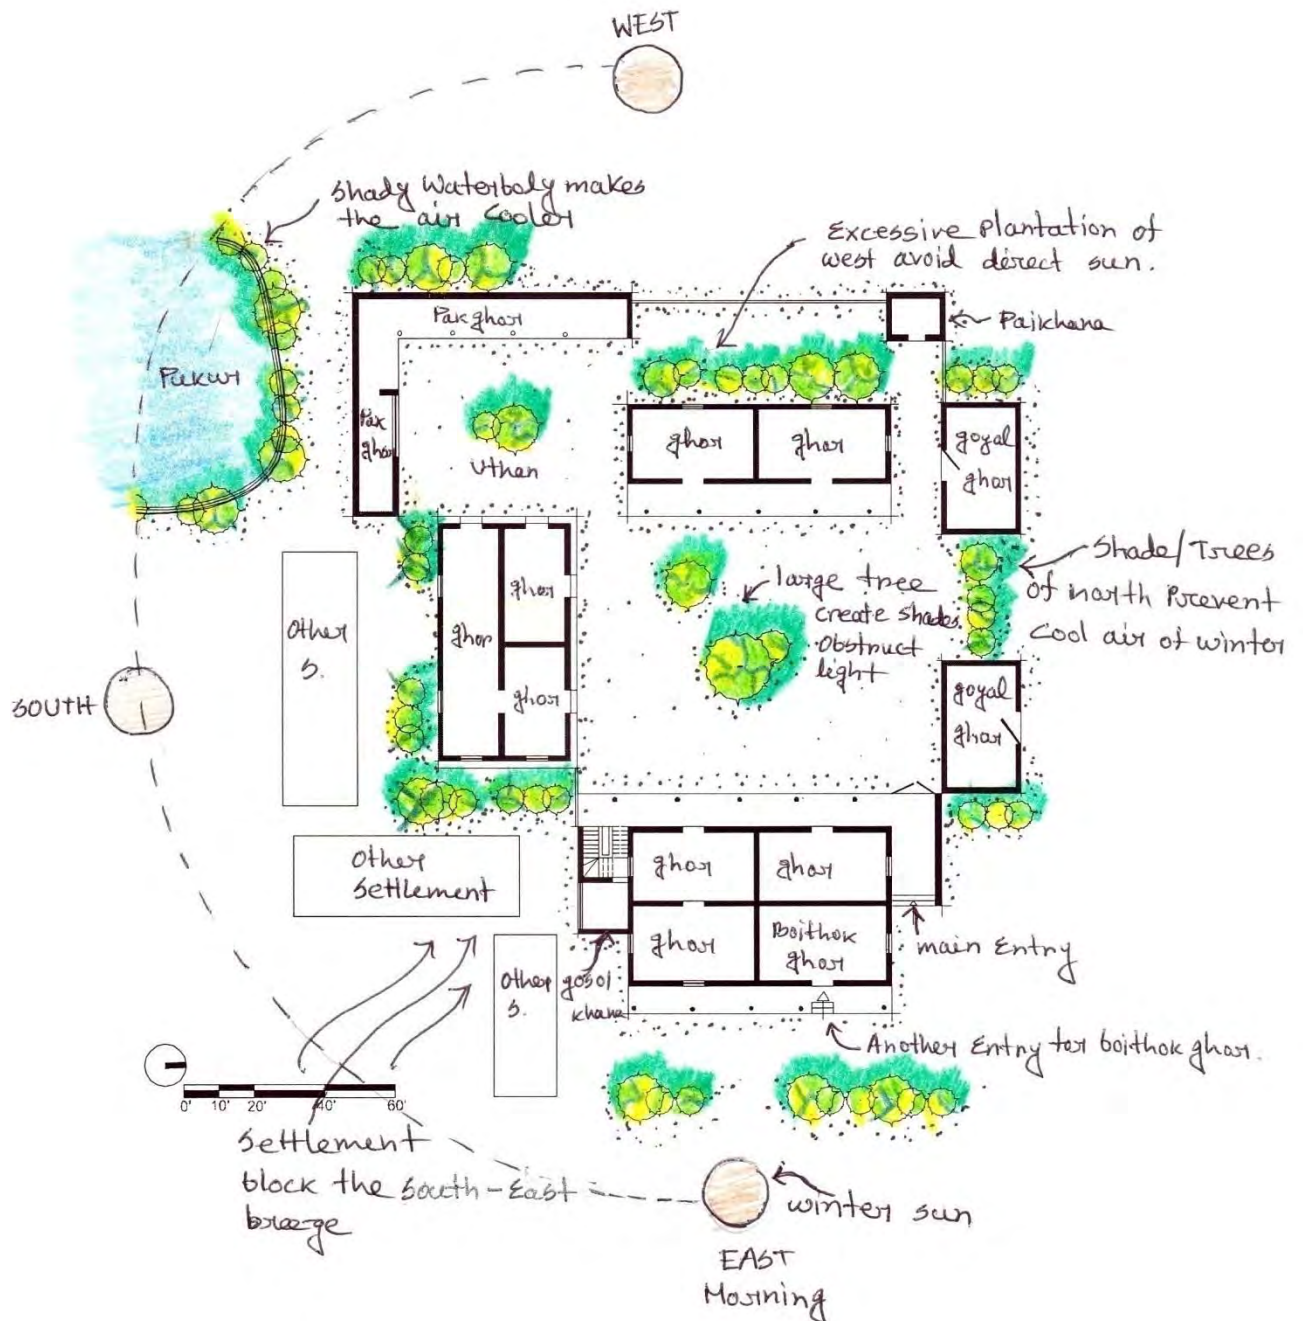 WEST
Shady Waterbody makes
the air Cooler
Excessive Plantation of
west avoid direct sun.
Pak ghor
Paikhana
Pukur
Pak
ghor
Uthan
ghor
ghor
goyal
ghor
Other
S.
ghor
ghor
ghor
large tree
create shades.
Obstruct
light
Shade/Trees
of north Prevent
Cool air of winter
SOUTH
goyal
ghor
Other
Settlement
ghor
ghor
ghor
Boithok
ghor
main Entry
Other
S.
gosol
khana
Another Entry for boithok ghor.
0' 10' 20' 40' 60'
Settlement
block the South-East
breeze
winter sun
EAST
Morning